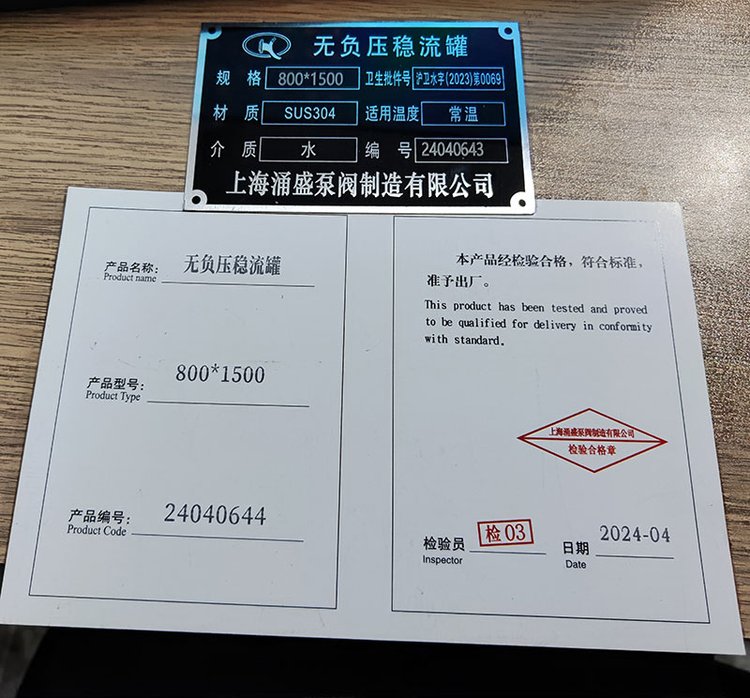 无负压稳流罐
规格 800*1500 卫生批件号 沪卫水字(2023)第0069
材质 SUS304 适用温度 常温
介质 水 编号 24040643
上海涌盛泵阀制造有限公司
产品名称: 无负压稳流罐
Product name
产品型号: 800*1500
Product Type
产品编号: 24040644
Product Code
本产品经检验合格，符合标准，
准予出厂。
This product has been tested and proved
to be qualified for delivery in conformity
with standard.
上海涌盛泵阀制造有限公司
检验合格章
检验员 检03 日期 2024-04
Inspector Date